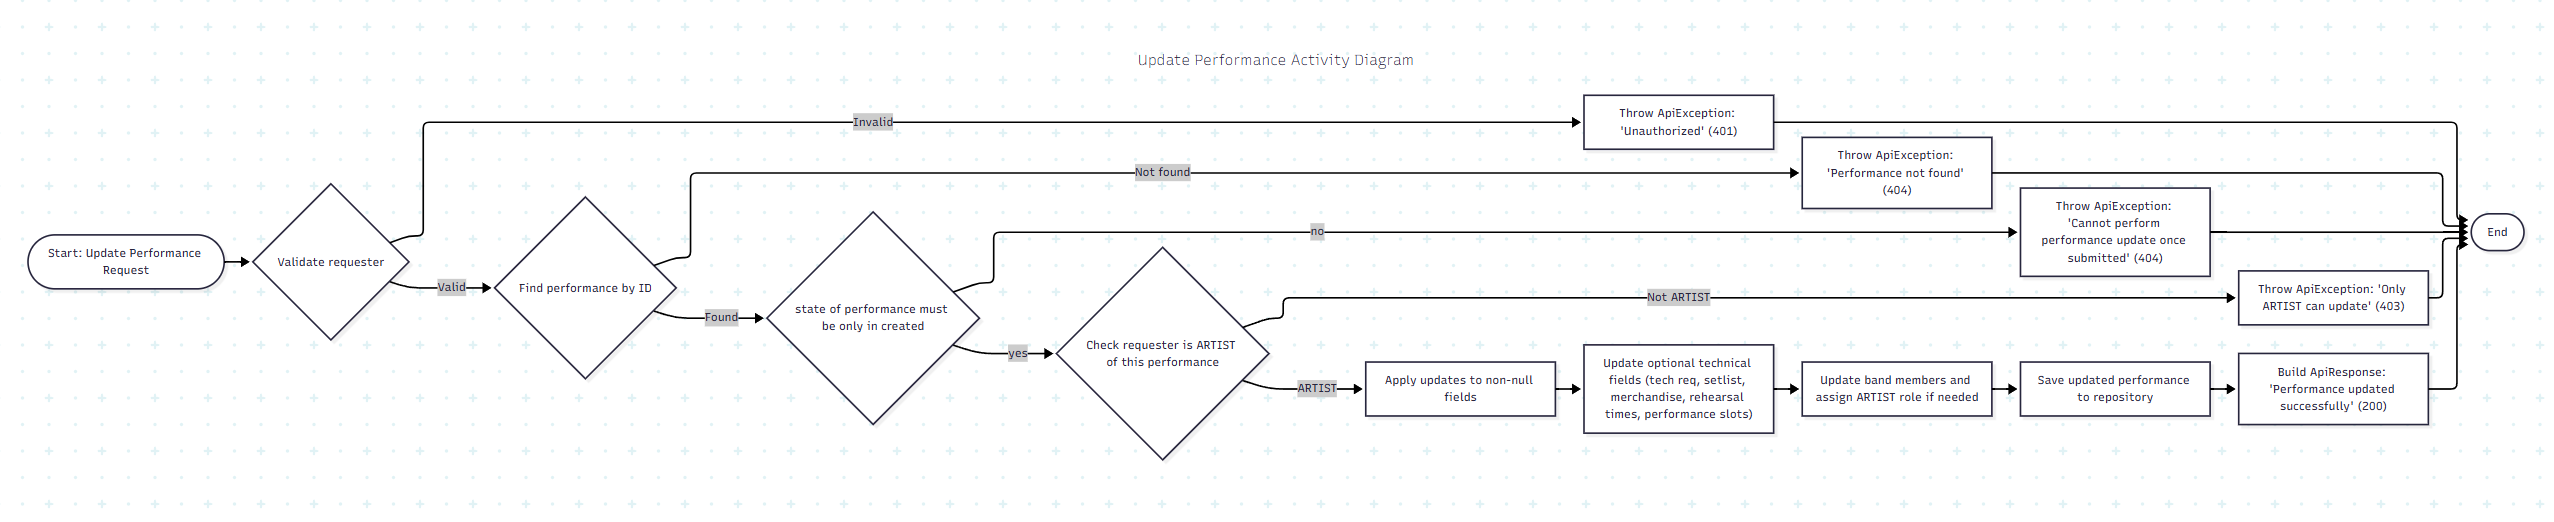 Update Performance Activity Diagram
Start: Update Performance
Request
Validate requester
Invalid
Valid
Find performance by ID
Not found
Found
state of performance must
be only in created
no
yes
Check requester is ARTIST
of this performance
Not ARTIST
ARTIST
Apply updates to non-null
fields
Throw ApiException:
'Unauthorized' (401)
Update optional technical
fields (tech req, setlist,
merchandise, rehearsal
times, performance slots)
Throw ApiException:
'Performance not found'
(404)
Update band members and
assign ARTIST role if needed
Throw ApiException:
'Cannot perform
performance update once
submitted' (404)
Save updated performance
to repository
Throw ApiException: 'Only
ARTIST can update' (403)
Build ApiResponse:
'Performance updated
successfully' (200)
End